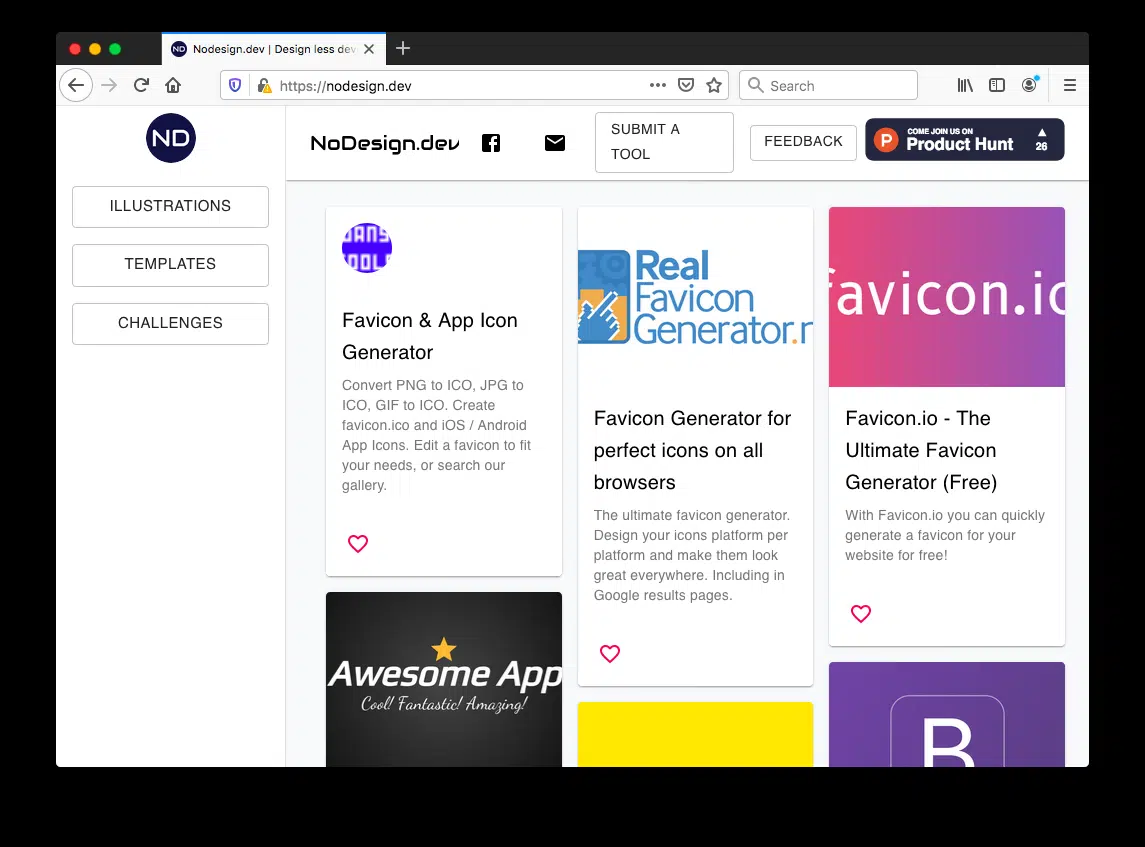 ND Nodesign.dev | Design less dev
https://nodesign.dev
Search
ND
NoDesign.dev
SUBMIT A
TOOL
FEEDBACK
P
COME JOIN US ON
Product Hunt
26
ILLUSTRATIONS
TEMPLATES
CHALLENGES
Favicon & App Icon
Generator
Convert PNG to ICO, JPG to
ICO, GIF to ICO. Create
favicon.ico and iOS / Android
App Icons. Edit a favicon to fit
your needs, or search our
gallery.
Real
Favicon
Generator.r
Favicon Generator for
perfect icons on all
browsers
The ultimate favicon generator.
Design your icons platform per
platform and make them look
great everywhere. Including in
Google results pages.
favicon.io
Favicon.io - The
Ultimate Favicon
Generator (Free)
With Favicon.io you can quickly
generate a favicon for your
website for free!
Awesome App
Cool! Fantastic! Amazing!
B